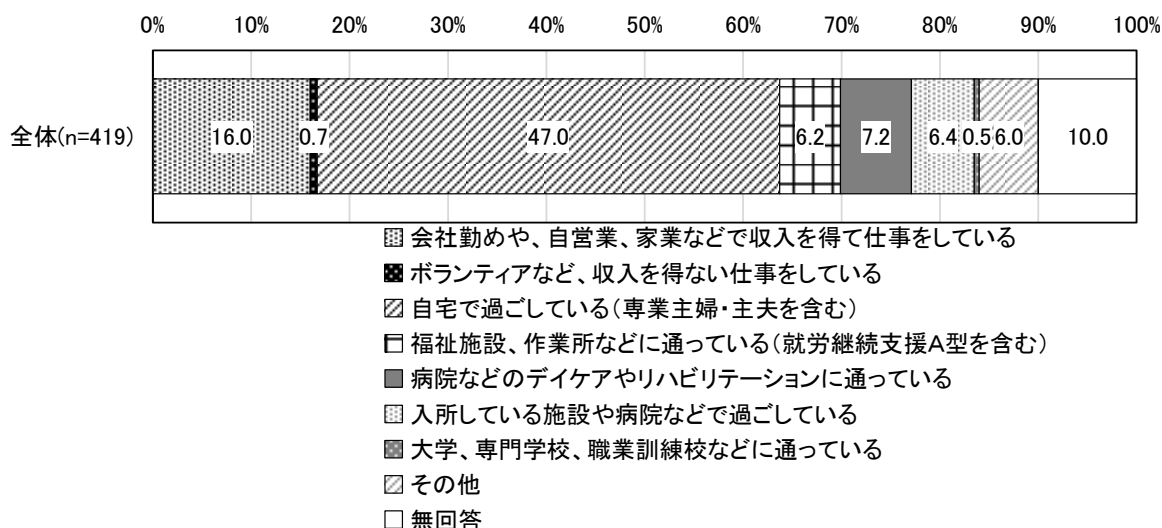 0% 10% 20% 30% 40% 50% 60% 70% 80% 90% 100%
全体(n=419) 16.0 0.7 47.0 6.2 7.2 6.4 0.5 6.0 10.0
会社勤めや、自営業、家業などで収入を得て仕事をしている
ボランティアなど、収入を得ない仕事をしている
自宅で過ごしている(専業主婦・主夫を含む)
福祉施設、作業所などに通っている(就労継続支援A型を含む)
病院などのデイケアやリハビリテーションに通っている
入所している施設や病院などで過ごしている
大学、専門学校、職業訓練校などに通っている
その他
無回答